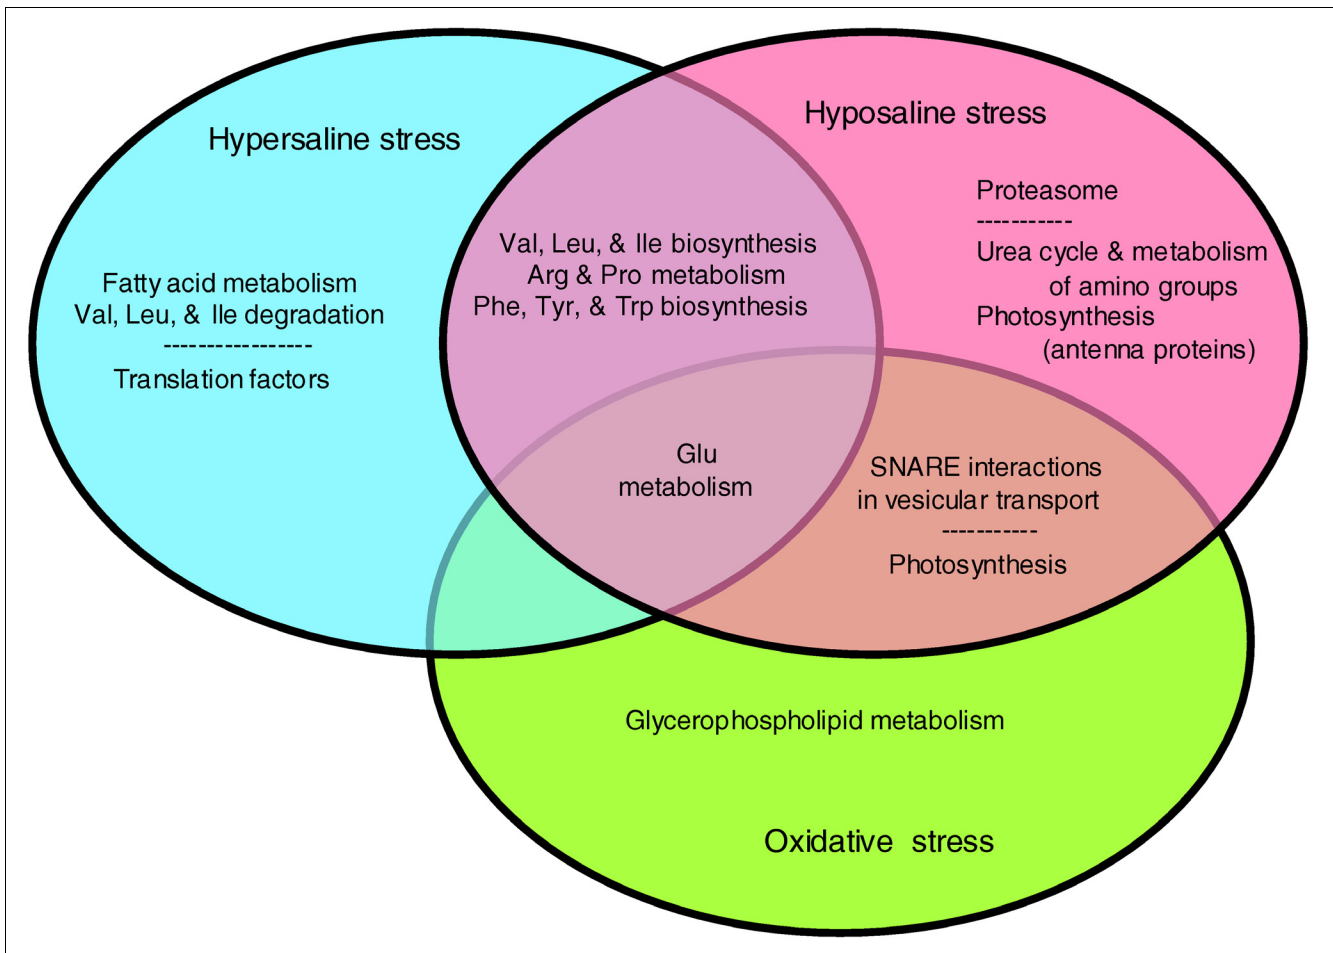 Hypersaline stress
Hyposaline stress
Proteasome
-----------
Urea cycle & metabolism
of amino groups
Photosynthesis
(antenna proteins)
Val, Leu, & Ile biosynthesis
Arg & Pro metabolism
Phe, Tyr, & Trp biosynthesis
Fatty acid metabolism
Val, Leu, & Ile degradation
-----------------
Translation factors
Glu
metabolism
SNARE interactions
in vesicular transport
-----------
Photosynthesis
Glycerophospholipid metabolism
Oxidative stress